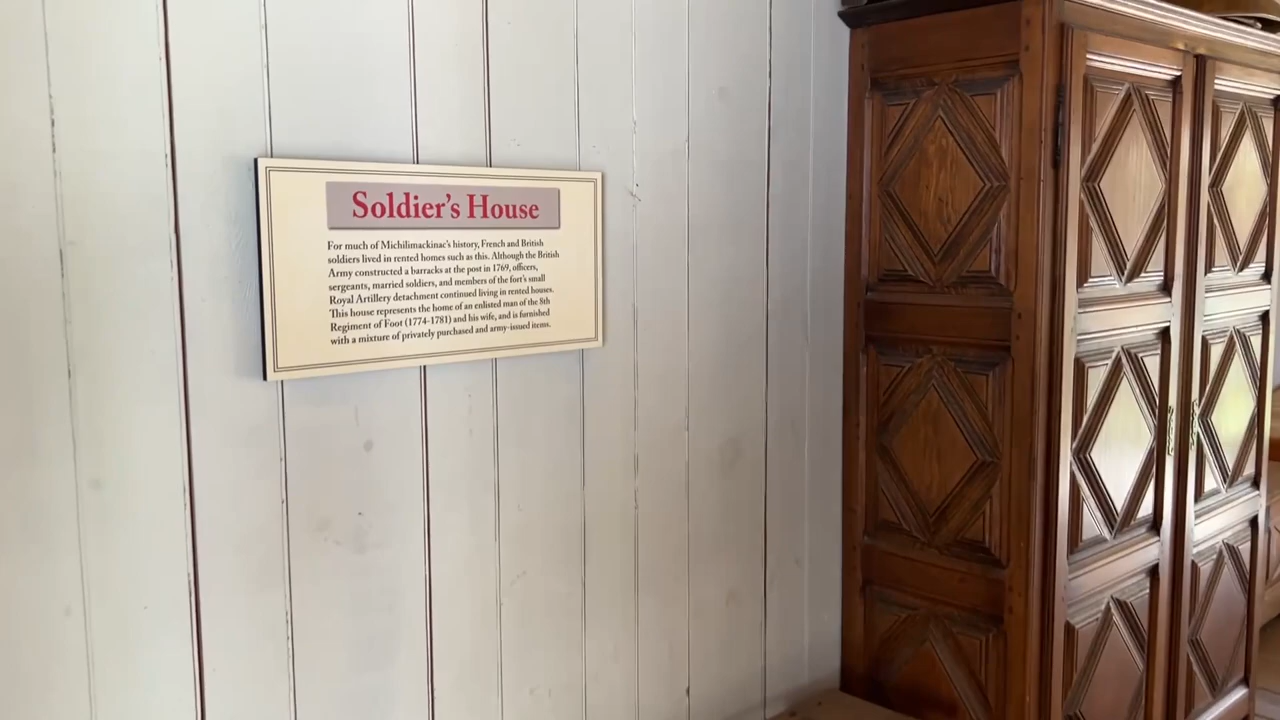 Soldier's House
For much of Michilimackinac's history, French and British
soldiers lived in rented homes such as this. Although the British
Army constructed a barracks at the post in 1769, officers,
sergeants, married soldiers, and members of the fort's small
Royal Artillery detachment continued living in rented houses.
This house represents the home of an enlisted man of the 8th
Regiment of Foot (1774-1781) and his wife, and is furnished
with a mixture of privately purchased and army-issued items.